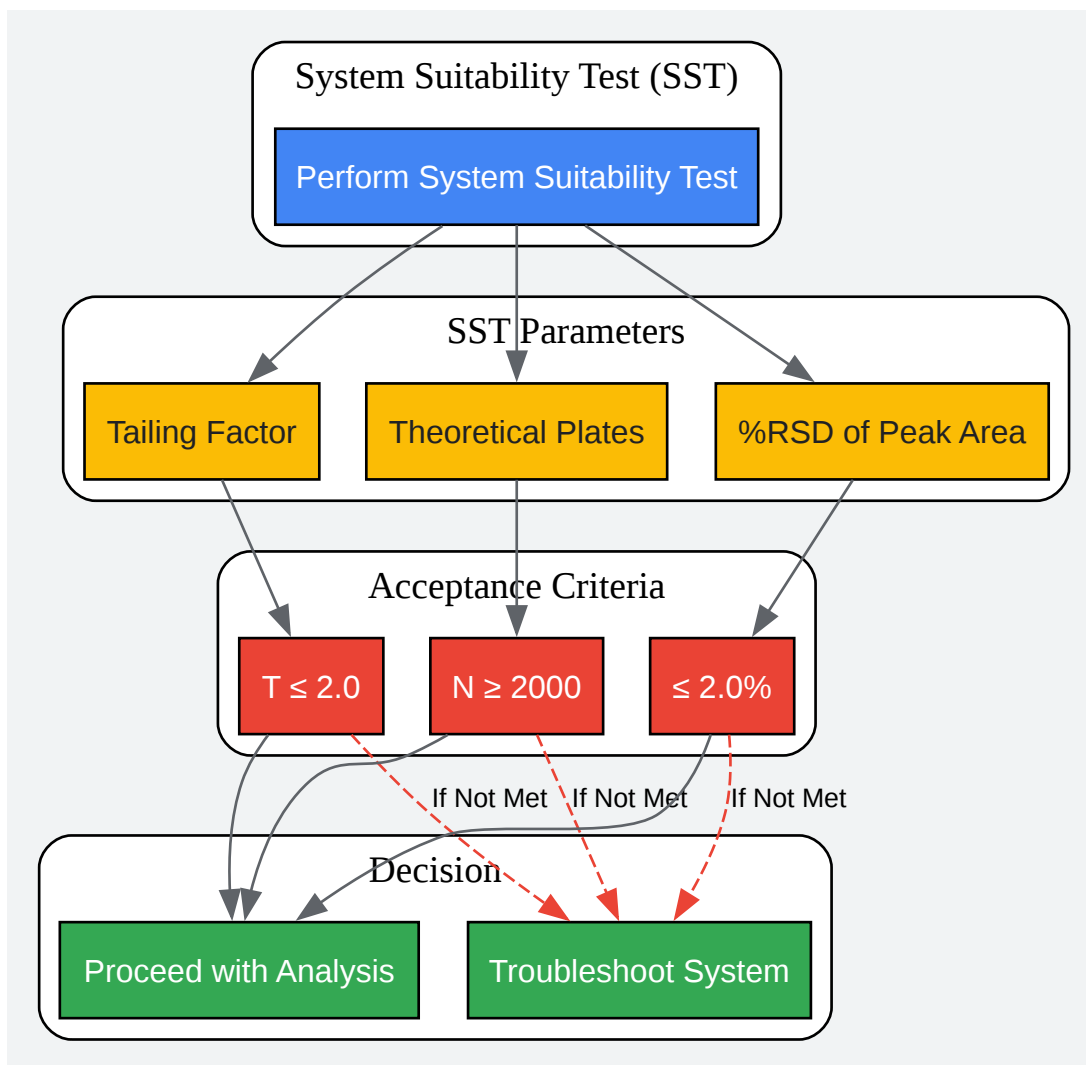 System Suitability Test (SST)
Perform System Suitability Test
SST Parameters
Tailing Factor
Theoretical Plates
%RSD of Peak Area
Acceptance Criteria
T ≤ 2.0
N ≥ 2000
≤ 2.0%
If Not Met
If Not Met
If Not Met
Decision
Proceed with Analysis
Troubleshoot System